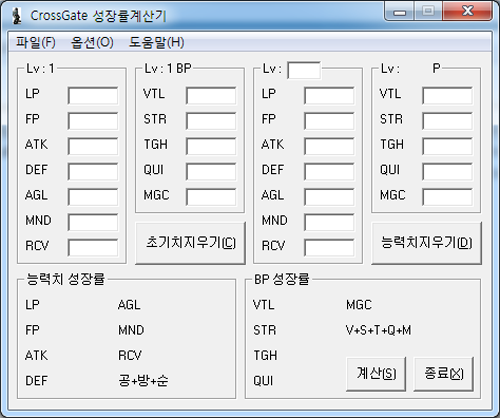 CrossGate 성장률계산기
파일(F) 옵션(O) 도움말(H)
Lv : 1
LP
FP
ATK
DEF
AGL
MND
RCV
Lv : 1 BP
VTL
STR
TGH
QUI
MGC
초기치지우기(C)
Lv :
LP
FP
ATK
DEF
AGL
MND
RCV
Lv : P
VTL
STR
TGH
QUI
MGC
능력치지우기(D)
능력치 성장률
LP AGL
FP MND
ATK RCV
DEF 공+방+순
BP 성장률
VTL MGC
STR V+S+T+Q+M
TGH
QUI
계산(S) 종료(X)